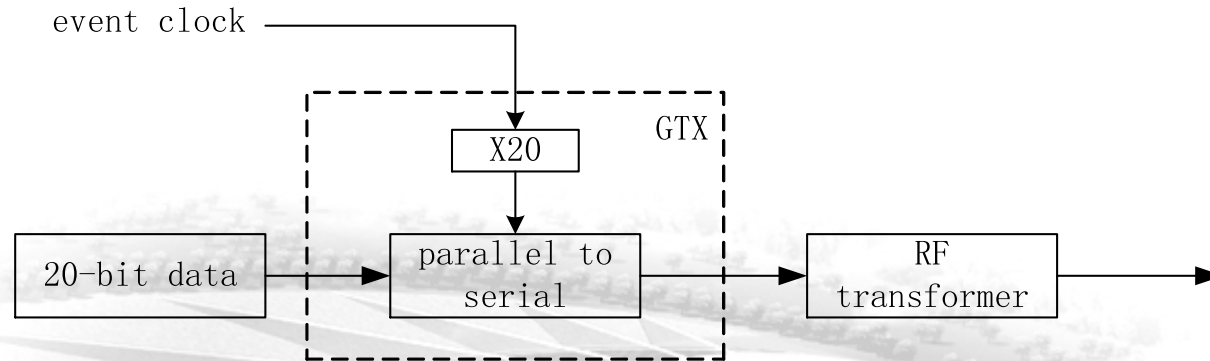 event clock
GTX
X20
20-bit data
parallel to
serial
RF
transformer